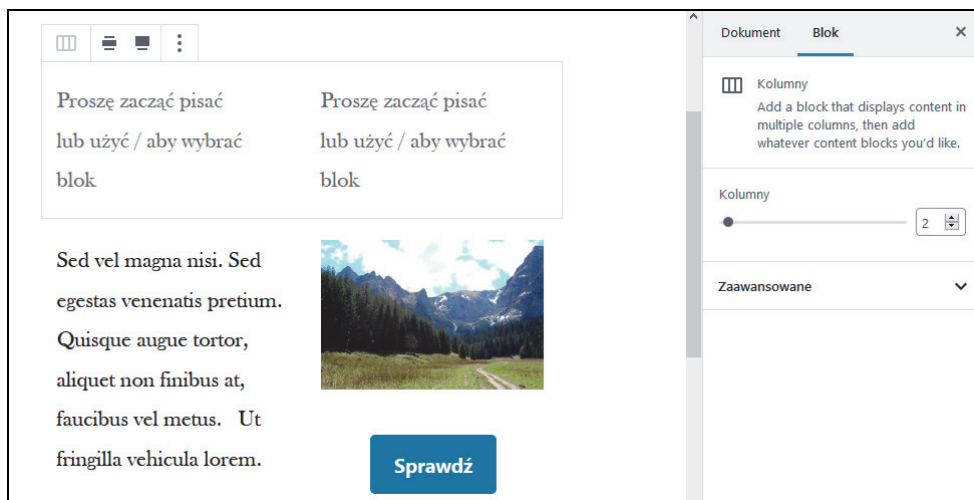 Proszę zacząć pisać
lub użyć / aby wybrać
blok
Proszę zacząć pisać
lub użyć / aby wybrać
blok
Sed vel magna nisi. Sed
egestas venenatis pretium.
Quisque augue tortor,
aliquet non finibus at,
faucibus vel metus. Ut
fringilla vehicula lorem.
Sprawdź
Dokument Blok ×
Kolumny
Add a block that displays content in
multiple columns, then add
whatever content blocks you'd like.
Kolumny
2
Zaawansowane